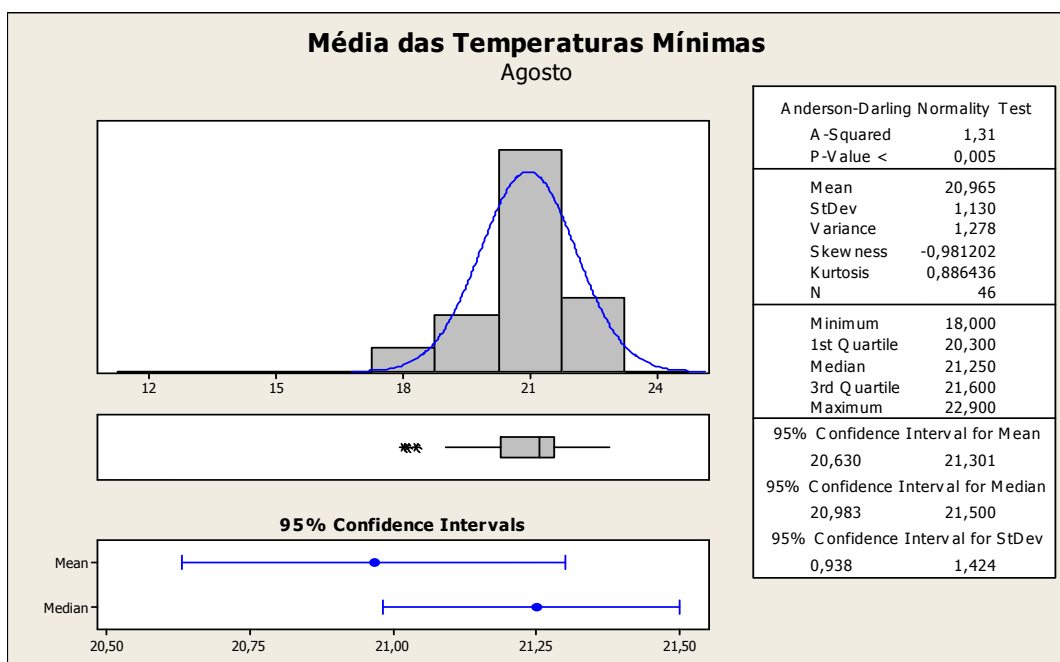 Média das Temperaturas Mínimas
Agosto
12 15 18 21 24
95% Confidence Intervals
Mean
Median
20,50 20,75 21,00 21,25 21,50
Anderson-Darling Normality Test
A-Squared 1,31
P-Value < 0,005
Mean 20,965
StDev 1,130
Variance 1,278
Skewness -0,981202
Kurtosis 0,886436
N 46
Minimum 18,000
1st Quartile 20,300
Median 21,250
3rd Quartile 21,600
Maximum 22,900
95% Confidence Interval for Mean
20,630 21,301
95% Confidence Interval for Median
20,983 21,500
95% Confidence Interval for StDev
0,938 1,424